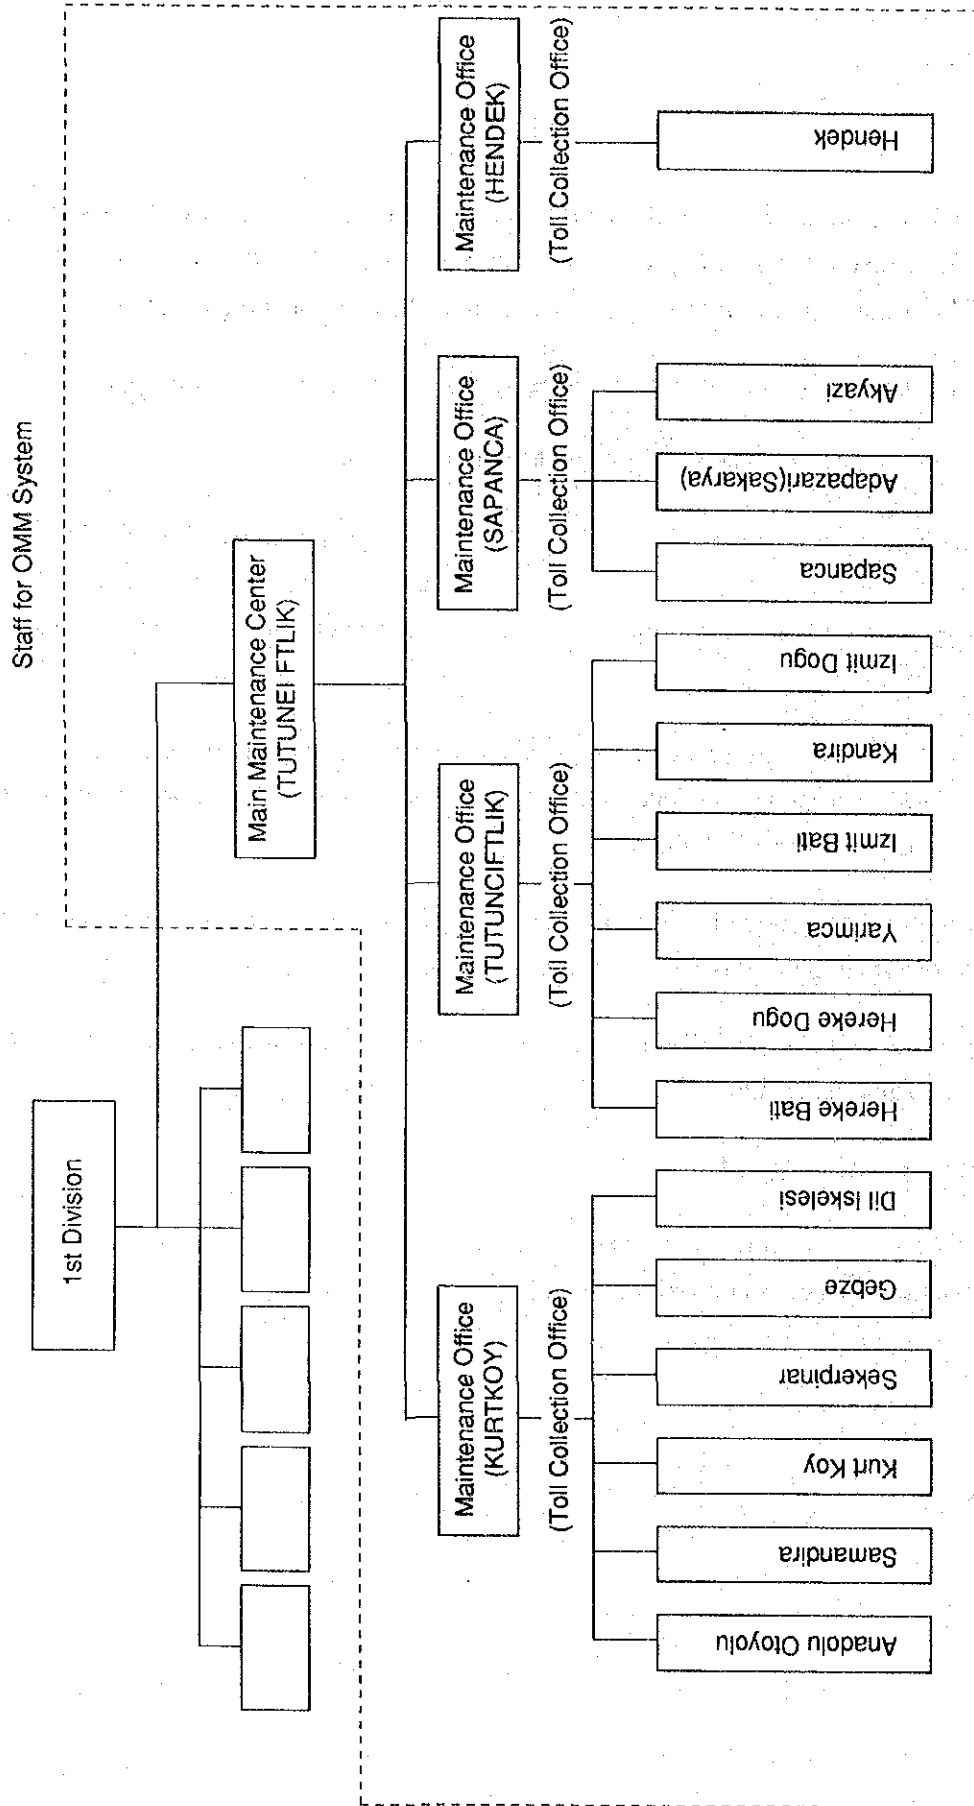 Staff for OMM System
1st Division
Main Maintenance Center
(TUTUNEI FTLIK)
Maintenance Office
(KURTKOY)
Maintenance Office
(TUTUNCIFTLIK)
Maintenance Office
(SAPANCA)
Maintenance Office
(HENDEK)
(Toll Collection Office)
(Toll Collection Office)
(Toll Collection Office)
(Toll Collection Office)
Anadolu Otoyolu
Samandira
Kurt Koy
Sekerpinar
Gebze
Dil Iskelesi
Hereke Bati
Hereke Dogu
Yarimca
Izmit Bati
Kandira
Izmit Dogu
Sapanca
Adapazari(Sakarya)
Akyazi
Hendek